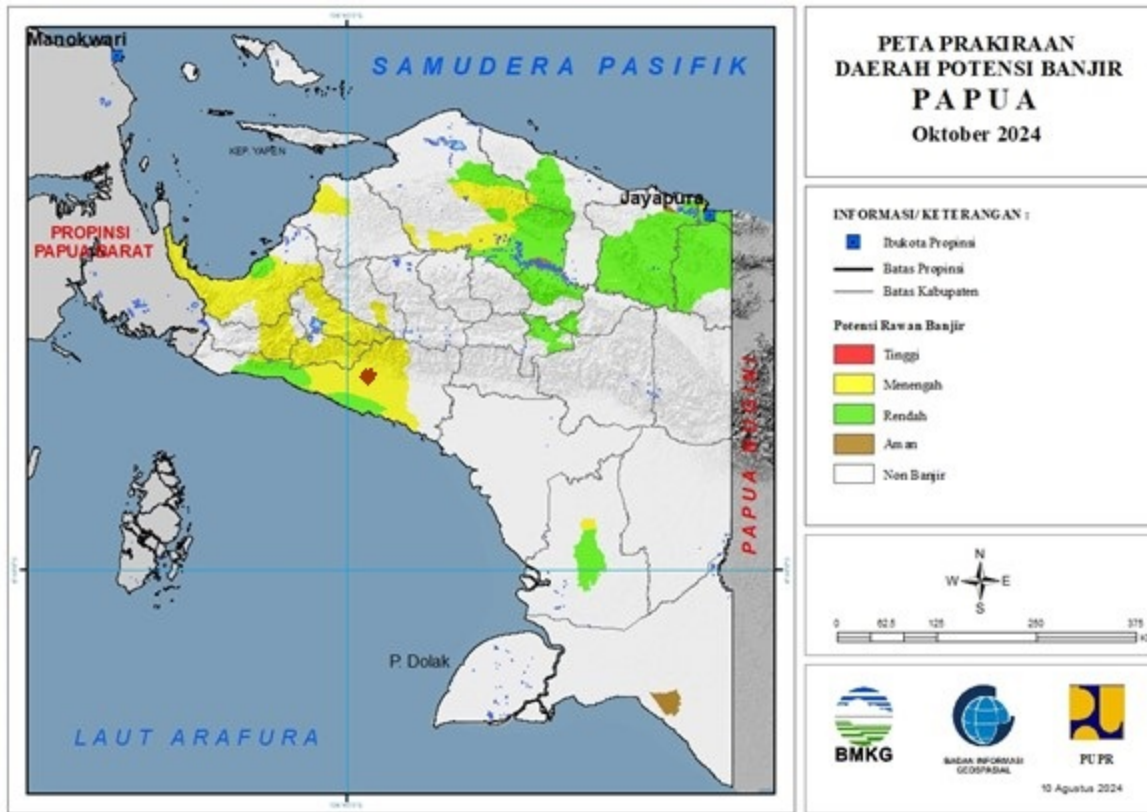 Manokwari
SAMUDERA PASIFIK
KEP. YAPEN
Jayapura
PROPINSI
PAPUA BARAT
PAPUA NUGINI
P. Dolak
LAUT ARAFURA
PETA PRAKIRAAN
DAERAH POTENSI BANJIR
PAPUA
Oktober 2024
INFORMASI/ KETERANGAN :
Ibukota Propinsi
Batas Propinsi
Batas Kabupaten
Potensi Rawan Banjir
Tinggi
Menengah
Rendah
Aman
Non Banjir
N
W E
S
0 62.5 125 250 375
BMKG
BADAN INFORMASI
GEOSPASIAL
PUPR
10 Agustus 2024